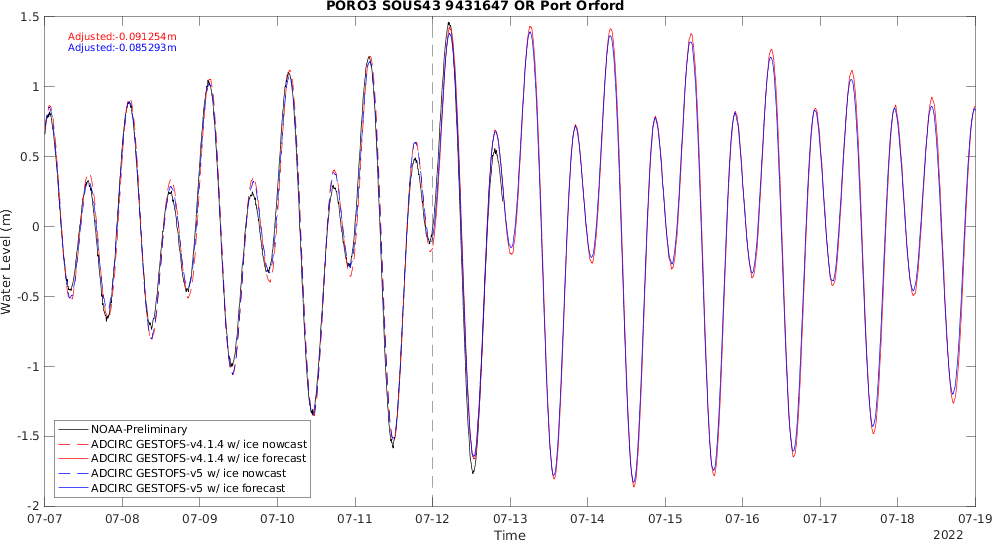 PORO3 SOUS43 9431647 OR Port Orford
Adjusted:-0.091254m
Adjusted:-0.085293m
1.5
1
0.5
0
-0.5
-1
-1.5
-2
Water Level (m)
NOAA-Preliminary
ADCIRC GESTOFS-v4.1.4 w/ ice nowcast
ADCIRC GESTOFS-v4.1.4 w/ ice forecast
ADCIRC GESTOFS-v5 w/ ice nowcast
ADCIRC GESTOFS-v5 w/ ice forecast
07-07 07-08 07-09 07-10 07-11 07-12 07-13 07-14 07-15 07-16 07-17 07-18 07-19
Time
2022